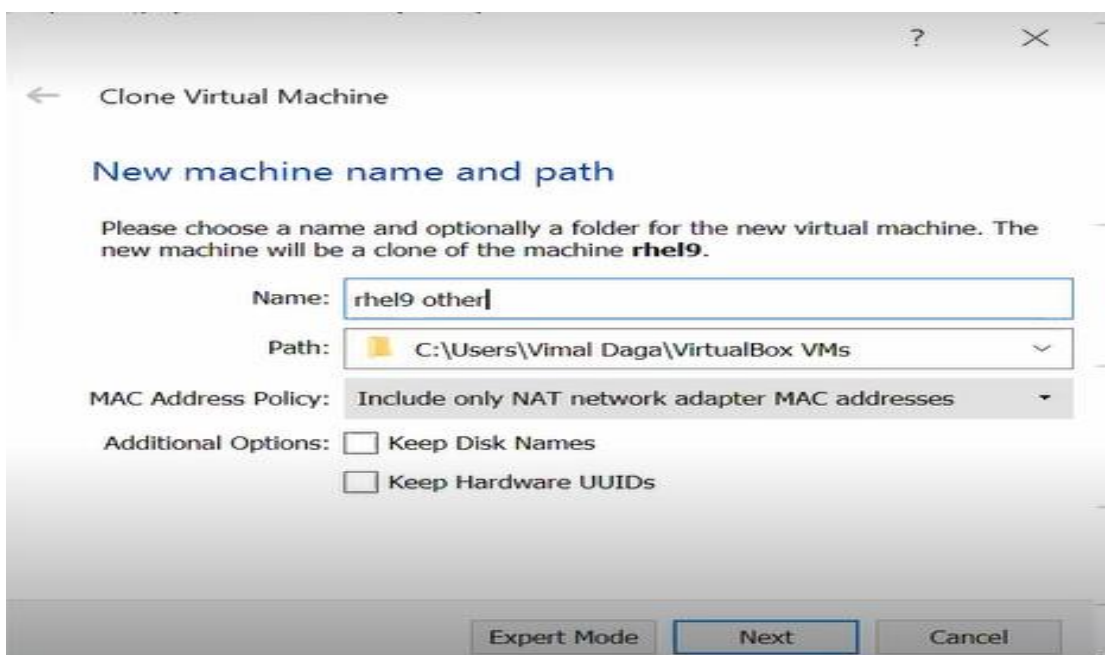 ?
Clone Virtual Machine
New machine name and path
Please choose a name and optionally a folder for the new virtual machine. The
new machine will be a clone of the machine rhel9.
Name: rhel9 other
Path: C:\Users\Vimal Daga\VirtualBox VMs
MAC Address Policy: Include only NAT network adapter MAC addresses
Additional Options: Keep Disk Names
Keep Hardware UUIDs
Expert Mode Next Cancel